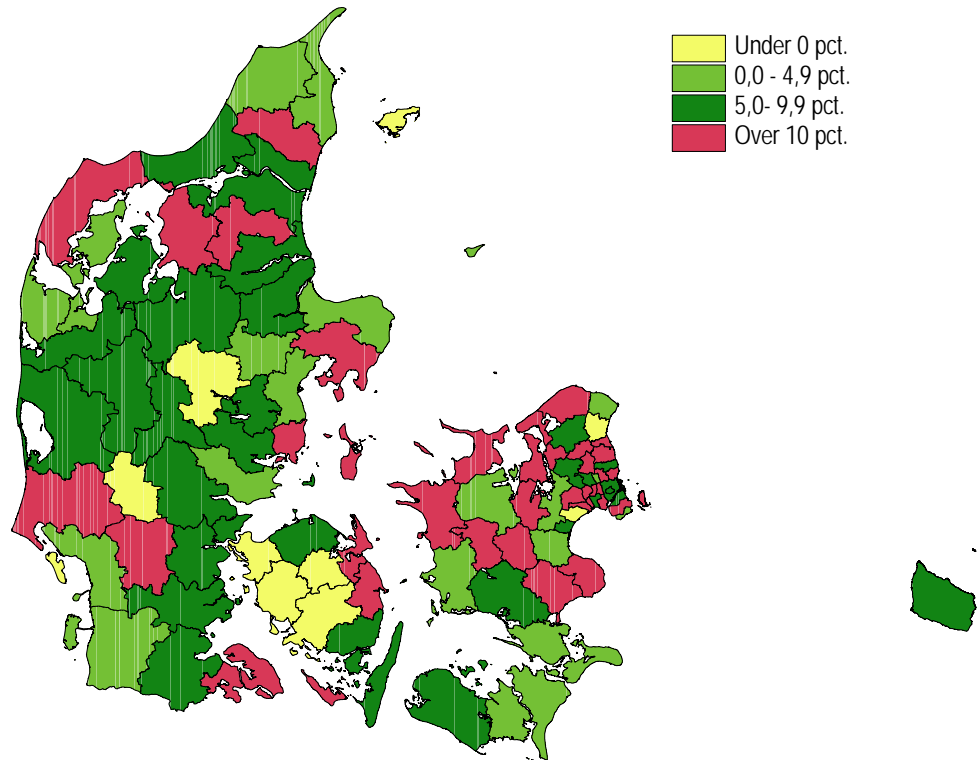 Under 0 pct.
0,0 - 4,9 pct.
5,0- 9,9 pct.
Over 10 pct.